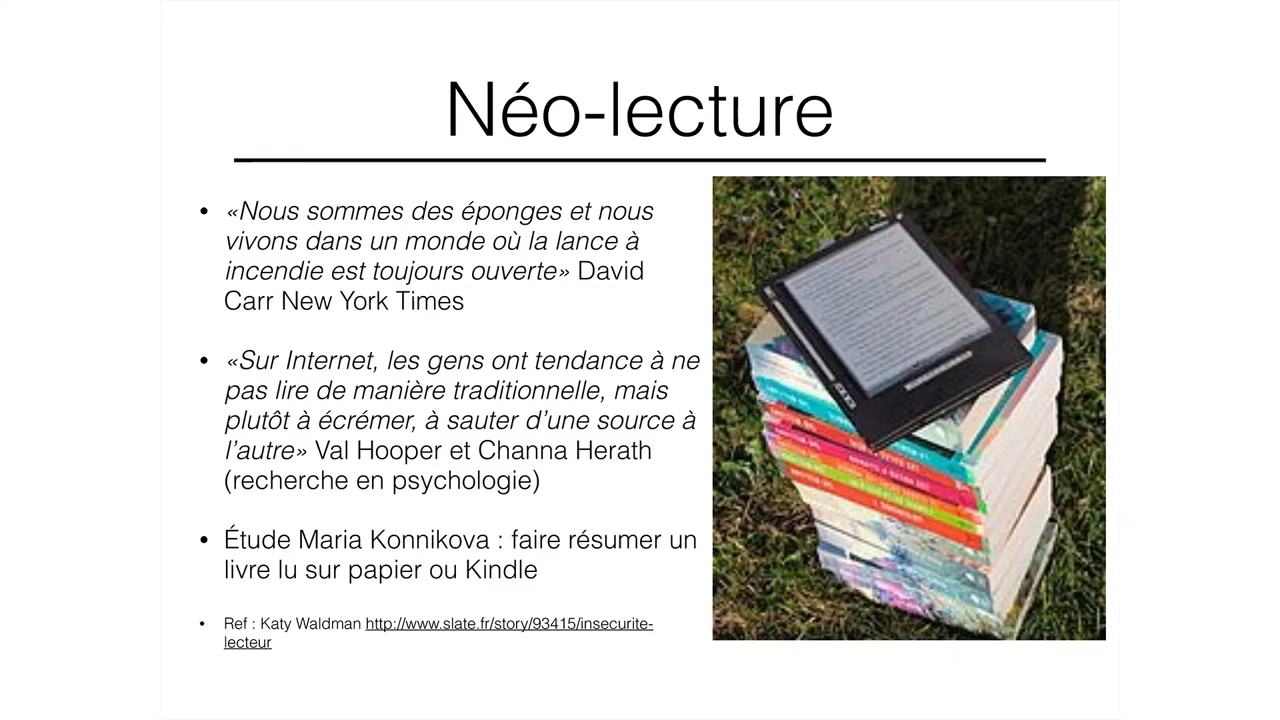 Néo-lecture
• «Nous sommes des éponges et nous
vivons dans un monde où la lance à
incendie est toujours ouverte» David
Carr New York Times
• «Sur Internet, les gens ont tendance à ne
pas lire de manière traditionnelle, mais
plutôt à écrémer, à sauter d’une source à
l’autre» Val Hooper et Channa Herath
(recherche en psychologie)
• Étude Maria Konnikova : faire résumer un
livre lu sur papier ou Kindle
• Ref : Katy Waldman http://www.slate.fr/story/93415/insecurite-
lecteur